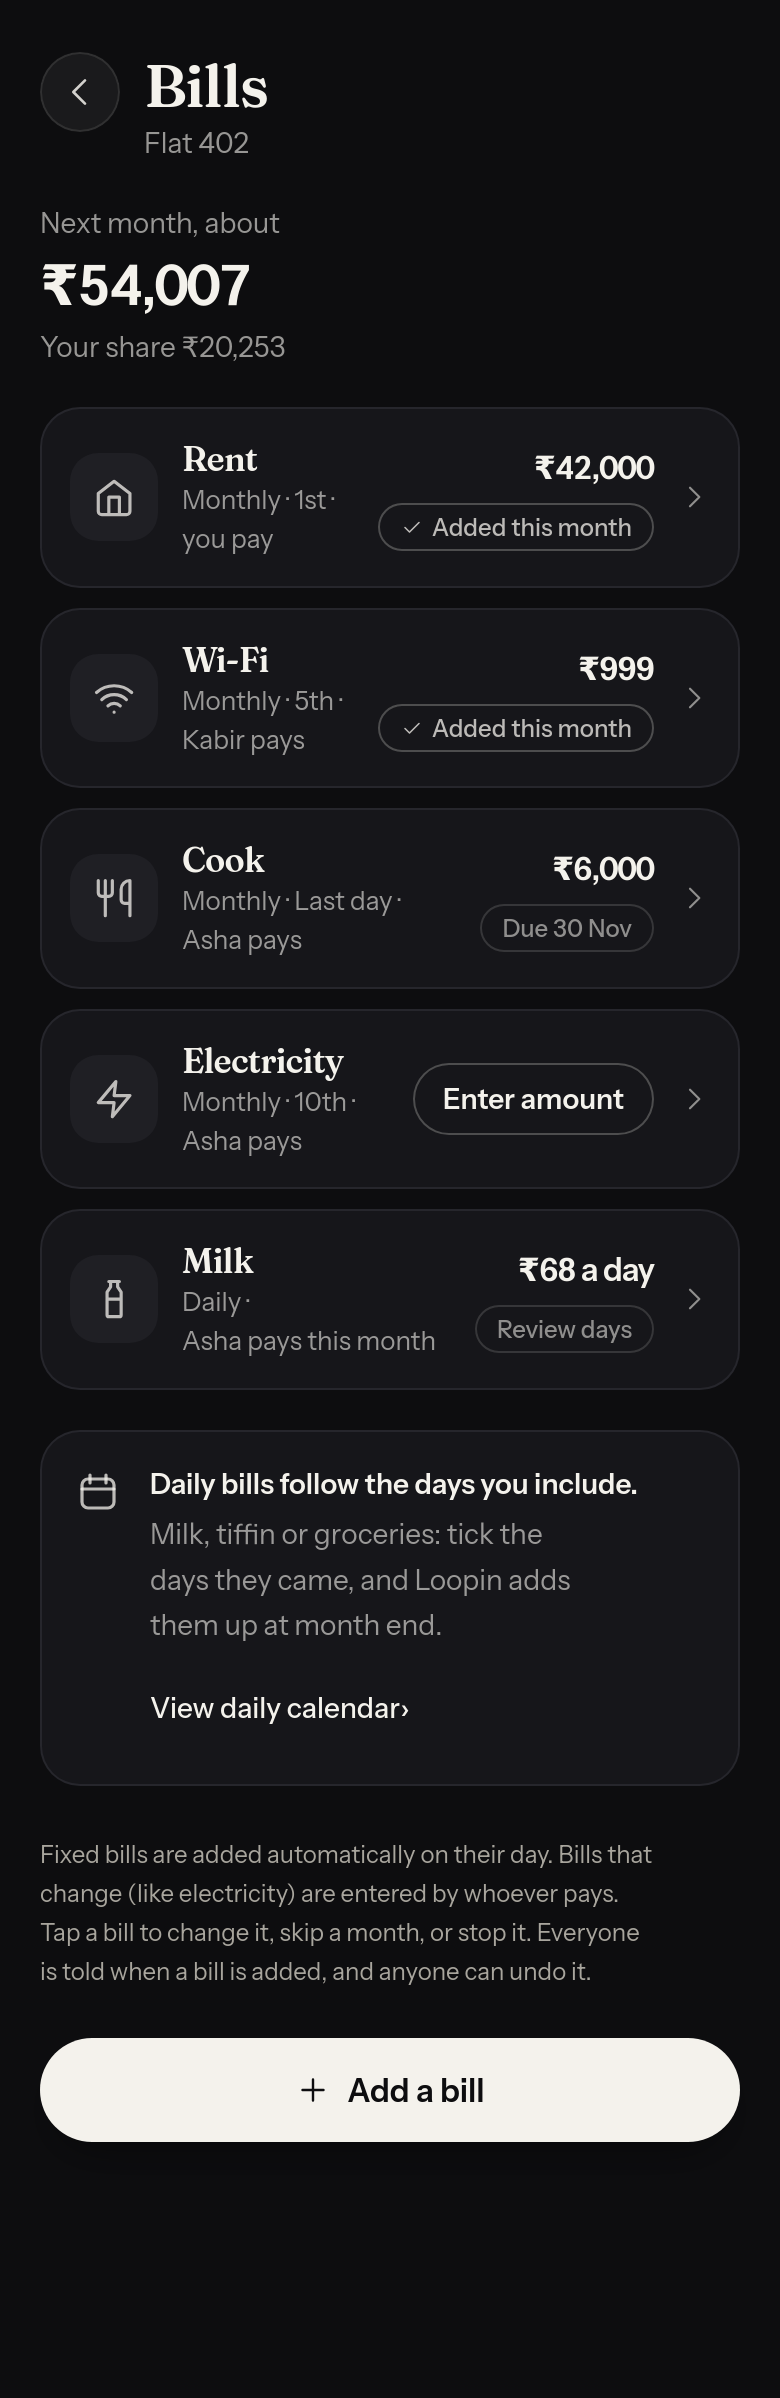 Bills
Flat 402
Next month, about
₹54,007
Your share ₹20,253
Rent
Monthly · 1st ·
you pay
₹42,000
✓ Added this month
Wi-Fi
Monthly · 5th ·
Kabir pays
₹999
✓ Added this month
Cook
Monthly · Last day ·
Asha pays
₹6,000
Due 30 Nov
Electricity
Monthly · 10th ·
Asha pays
Enter amount
Milk
Daily ·
Asha pays this month
₹68 a day
Review days
Daily bills follow the days you include.
Milk, tiffin or groceries: tick the
days they came, and Loopin adds
them up at month end.
View daily calendar›
Fixed bills are added automatically on their day. Bills that
change (like electricity) are entered by whoever pays.
Tap a bill to change it, skip a month, or stop it. Everyone
is told when a bill is added, and anyone can undo it.
+ Add a bill